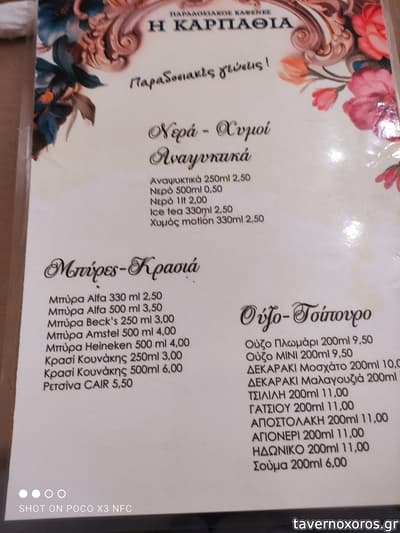 ΠΑΡΑΔΟΣΙΑΚΟΣ ΚΑΦΕΝΕΣ
Η ΚΑΡΠΑΘΙΑ
Παραδοσιακές γεύσεις!
Νερά - Χυμοί
Αναψυκτικά
Αναψυκτικά 250ml 2,50
Νερό 500ml 0,50
Νερό 1lt 2,00
Ice tea 330ml 2,50
Χυμός motion 330ml 2,50
Μπύρες-Κρασιά
Μπύρα Alfa 330 ml 2,50
Μπύρα Alfa 500 ml 3,50
Μπύρα Beck's 250 ml 3,00
Μπύρα Amstel 500 ml 4,00
Μπύρα Heineken 500 ml 4,00
Κρασί Κουνάκης 250ml 3,00
Κρασί Κουνάκης 500ml 6,00
Ρετσίνα CAIR 5,50
Ούζο-Τσίπουρο
Ούζο Πλωμάρι 200ml 9,50
Ούζο ΜΙΝΙ 200ml 9,50
ΔΕΚΑΡΑΚΙ Μοσχάτο 200ml 10,0
ΔΕΚΑΡΑΚΙ Μαλαγουζιά 200ml
ΤΣΙΛΙΛΗ 200ml 11,00
ΓΑΤΣΙΟΥ 200ml 11,00
ΑΠΟΣΤΟΛΑΚΗ 200ml 11,00
ΑΓΙΟΝΕΡΙ 200ml 11,00
ΗΔΩΝΙΚΟ 200ml 11,00
Σούμα 200ml 6,00
SHOT ON POCO X3 NFC
tavernoxoros.gr